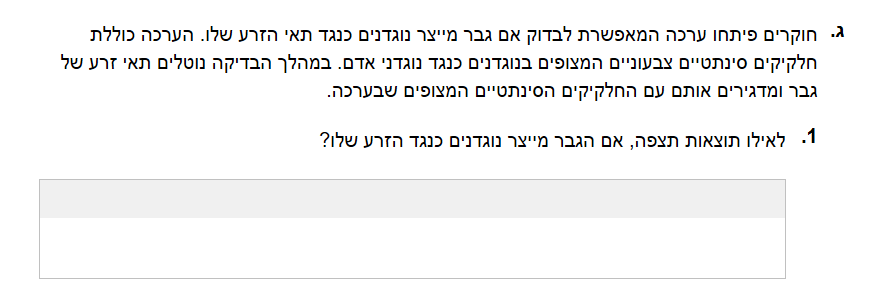 ג. חוקרים פיתחו ערכה המאפשרת לבדוק אם גבר מייצר נוגדנים כנגד תאי הזרע שלו. הערכה כוללת
חלקיקים סינתטיים צבעוניים המצופים בנוגדנים כנגד נוגדני אדם. במהלך הבדיקה נוטלים תאי זרע של
גבר ומדגירים אותם עם החלקיקים הסינתטיים המצופים שבערכה.
1. לאילו תוצאות תצפה, אם הגבר מייצר נוגדנים כנגד הזרע שלו?